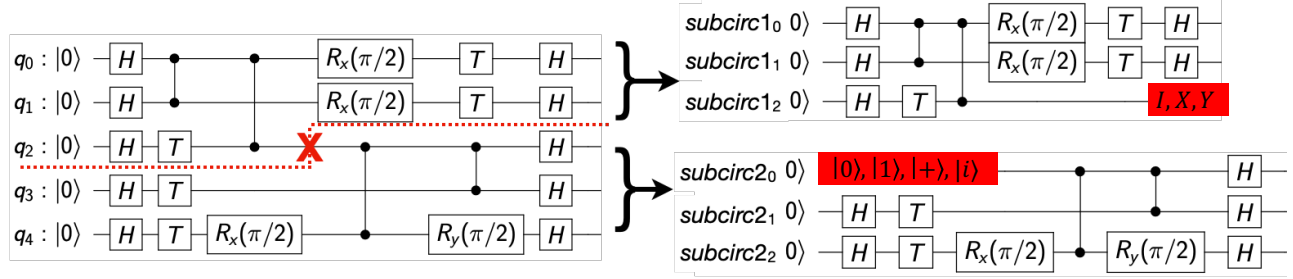 q₀ : |0⟩ H Rₓ(π/2) T H
q₁ : |0⟩ H Rₓ(π/2) T H
q₂ : |0⟩ H T X H
q₃ : |0⟩ H T H
q₄ : |0⟩ H T Rₓ(π/2) Rᵧ(π/2) H
subcirc1₀ 0⟩ H Rₓ(π/2) T H
subcirc1₁ 0⟩ H Rₓ(π/2) T H
subcirc1₂ 0⟩ H T I, X, Y
subcirc2₀ 0⟩ |0⟩, |1⟩, |+⟩, |i⟩ H
subcirc2₁ 0⟩ H T H
subcirc2₂ 0⟩ H T Rₓ(π/2) Rᵧ(π/2) H